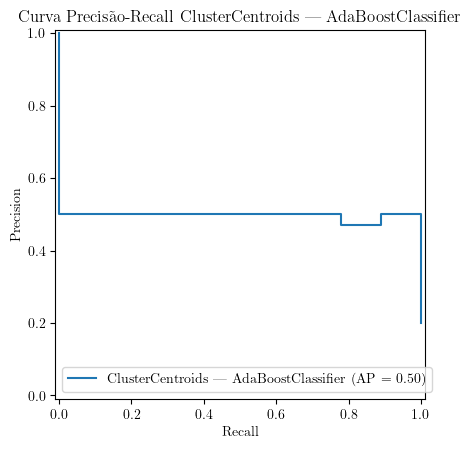 Curva Precisão-Recall ClusterCentroids — AdaBoostClassifier
1.0
0.8
0.6
0.4
0.2
0.0
Precision
ClusterCentroids — AdaBoostClassifier (AP = 0.50)
0.0 0.2 0.4 0.6 0.8 1.0
Recall